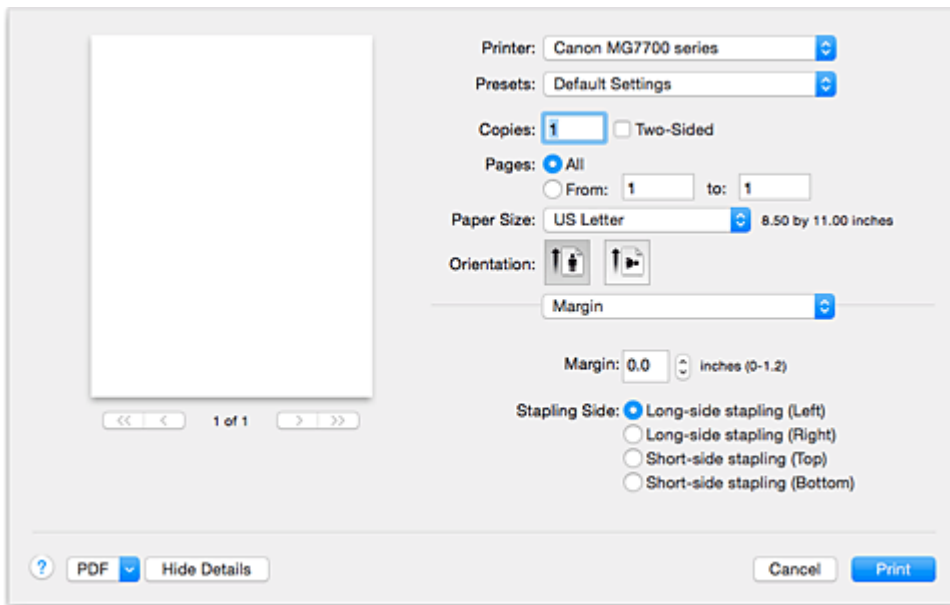 Printer: Canon MG7700 series
Presets: Default Settings
Copies: 1 Two-Sided
Pages: All
From: 1 to: 1
Paper Size: US Letter 8.50 by 11.00 inches
Orientation:
Margin
Margin: 0.0 inches (0-1.2)
<< < 1 of 1 > >>
Stapling Side: Long-side stapling (Left)
Long-side stapling (Right)
Short-side stapling (Top)
Short-side stapling (Bottom)
? PDF Hide Details Cancel Print